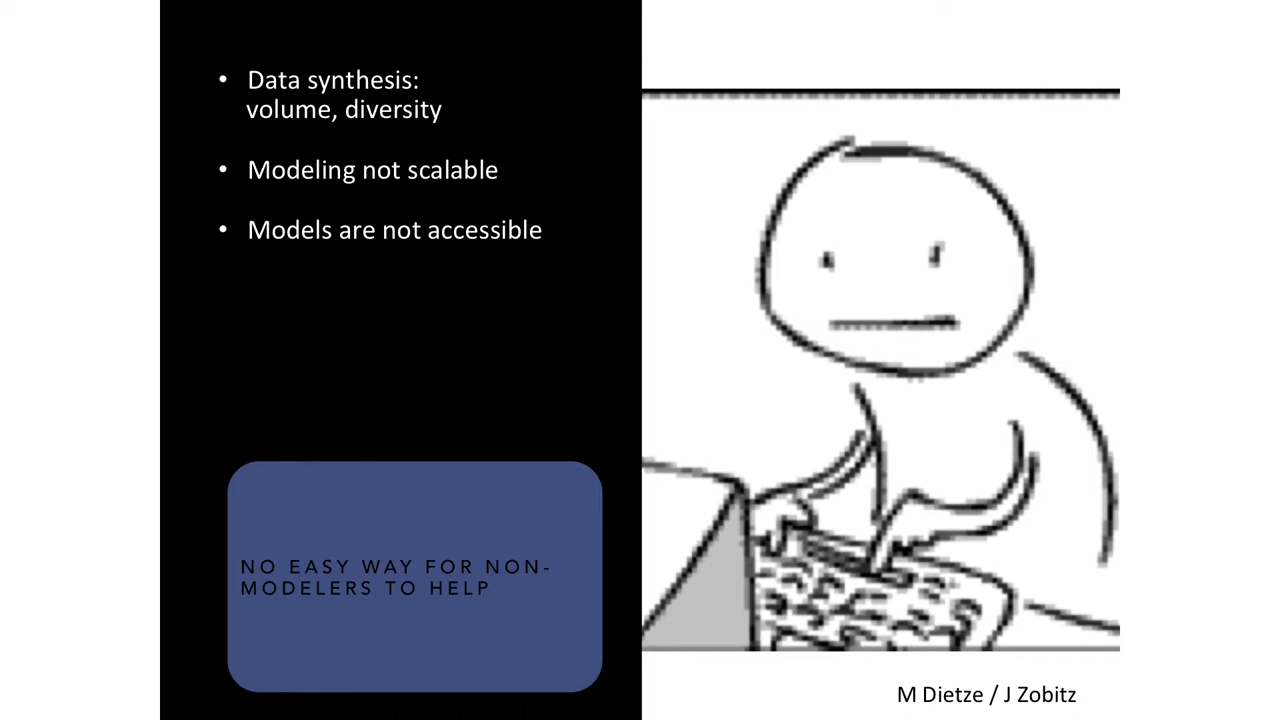 • Data synthesis:
volume, diversity
• Modeling not scalable
• Models are not accessible
NO EASY WAY FOR NON-
MODELERS TO HELP
M Dietze / J Zobitz